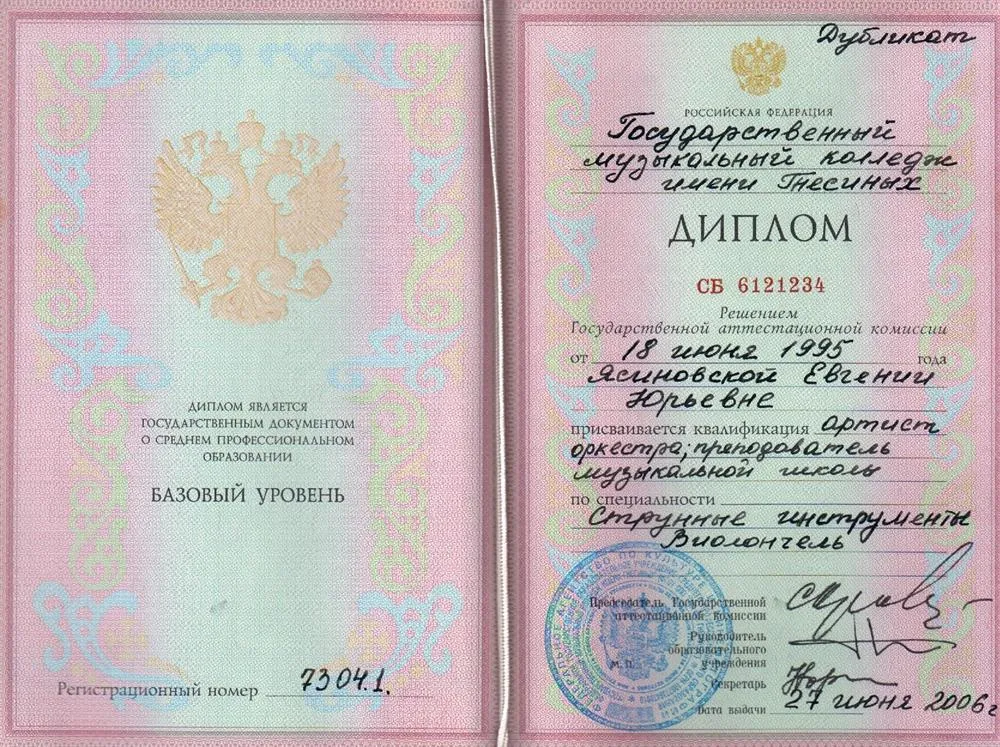 ДИПЛОМ ЯВЛЯЕТСЯ
ГОСУДАРСТВЕННЫМ ДОКУМЕНТОМ
О СРЕДНЕМ ПРОФЕССИОНАЛЬНОМ
ОБРАЗОВАНИИ
БАЗОВЫЙ УРОВЕНЬ
Регистрационный номер 7304.1.
Дубликат
РОССИЙСКАЯ ФЕДЕРАЦИЯ
Государственный
музыкальный колледж
имени Гнесиных
ДИПЛОМ
СБ 6121234
Решением
Государственной аттестационной комиссии
от 18 июня 1995 года
Ясиновской Евгении
Юрьевне
присваивается квалификация артист
оркестра; преподаватель
музыкальной школы
по специальности
Струнные инструменты
Виолончель
Председатель Государственной
аттестационной комиссии
Руководитель
образовательного
учреждения
М. П.
Секретарь
Дата выдачи 27 июня 2006 г